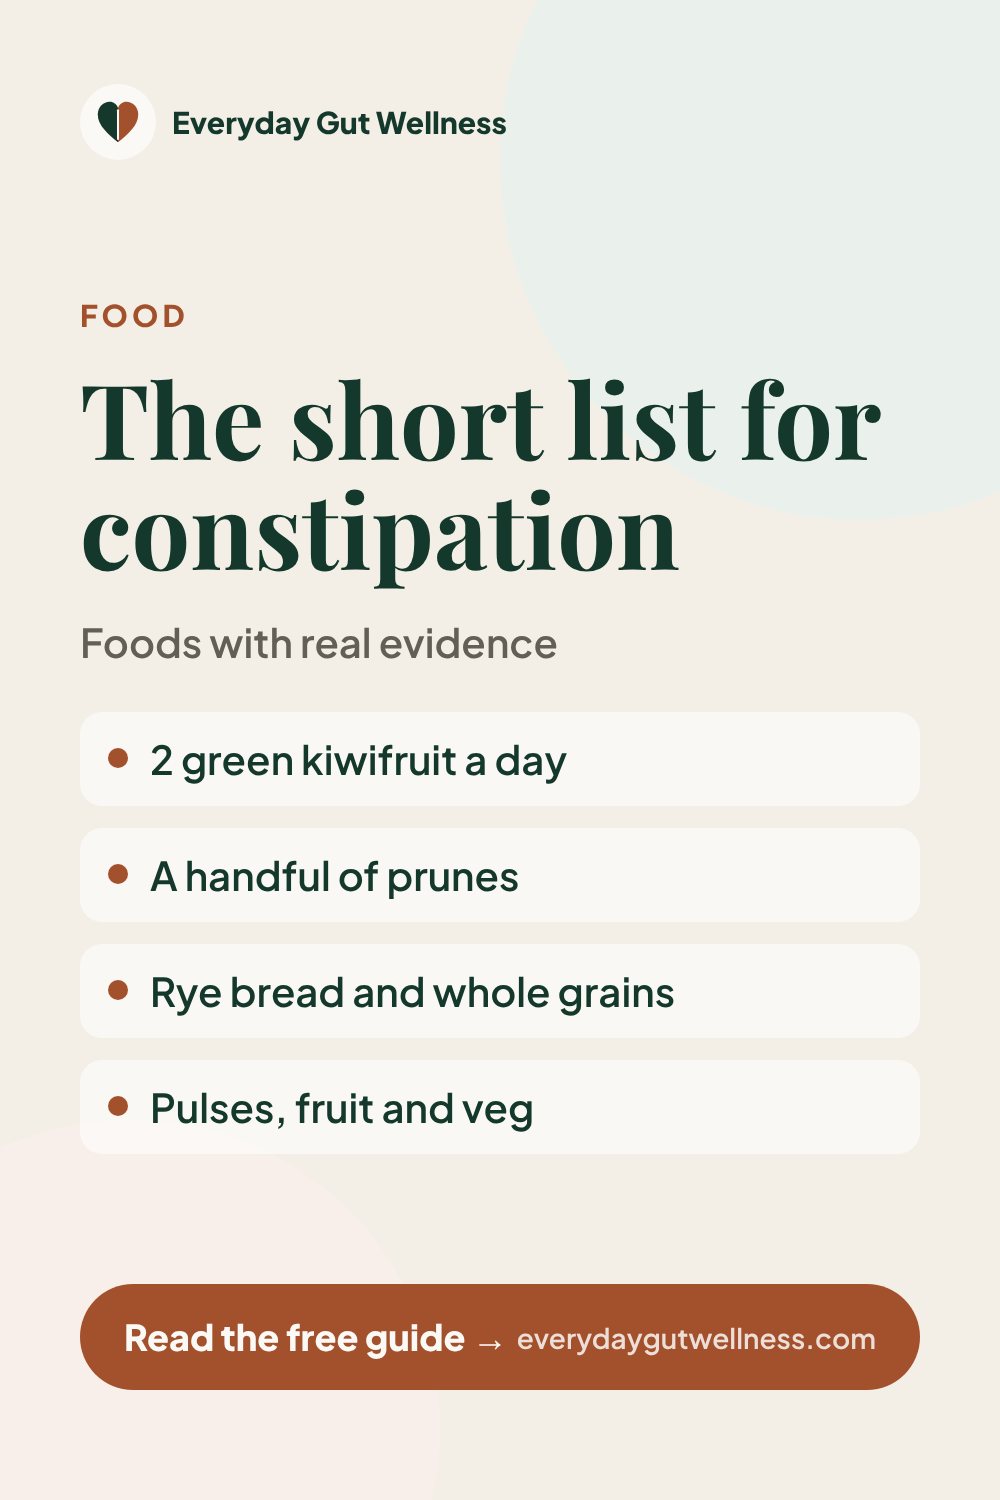 Everyday Gut Wellness
FOOD
The short list for
constipation
Foods with real evidence
2 green kiwifruit a day
A handful of prunes
Rye bread and whole grains
Pulses, fruit and veg
Read the free guide → everydaygutwellness.com